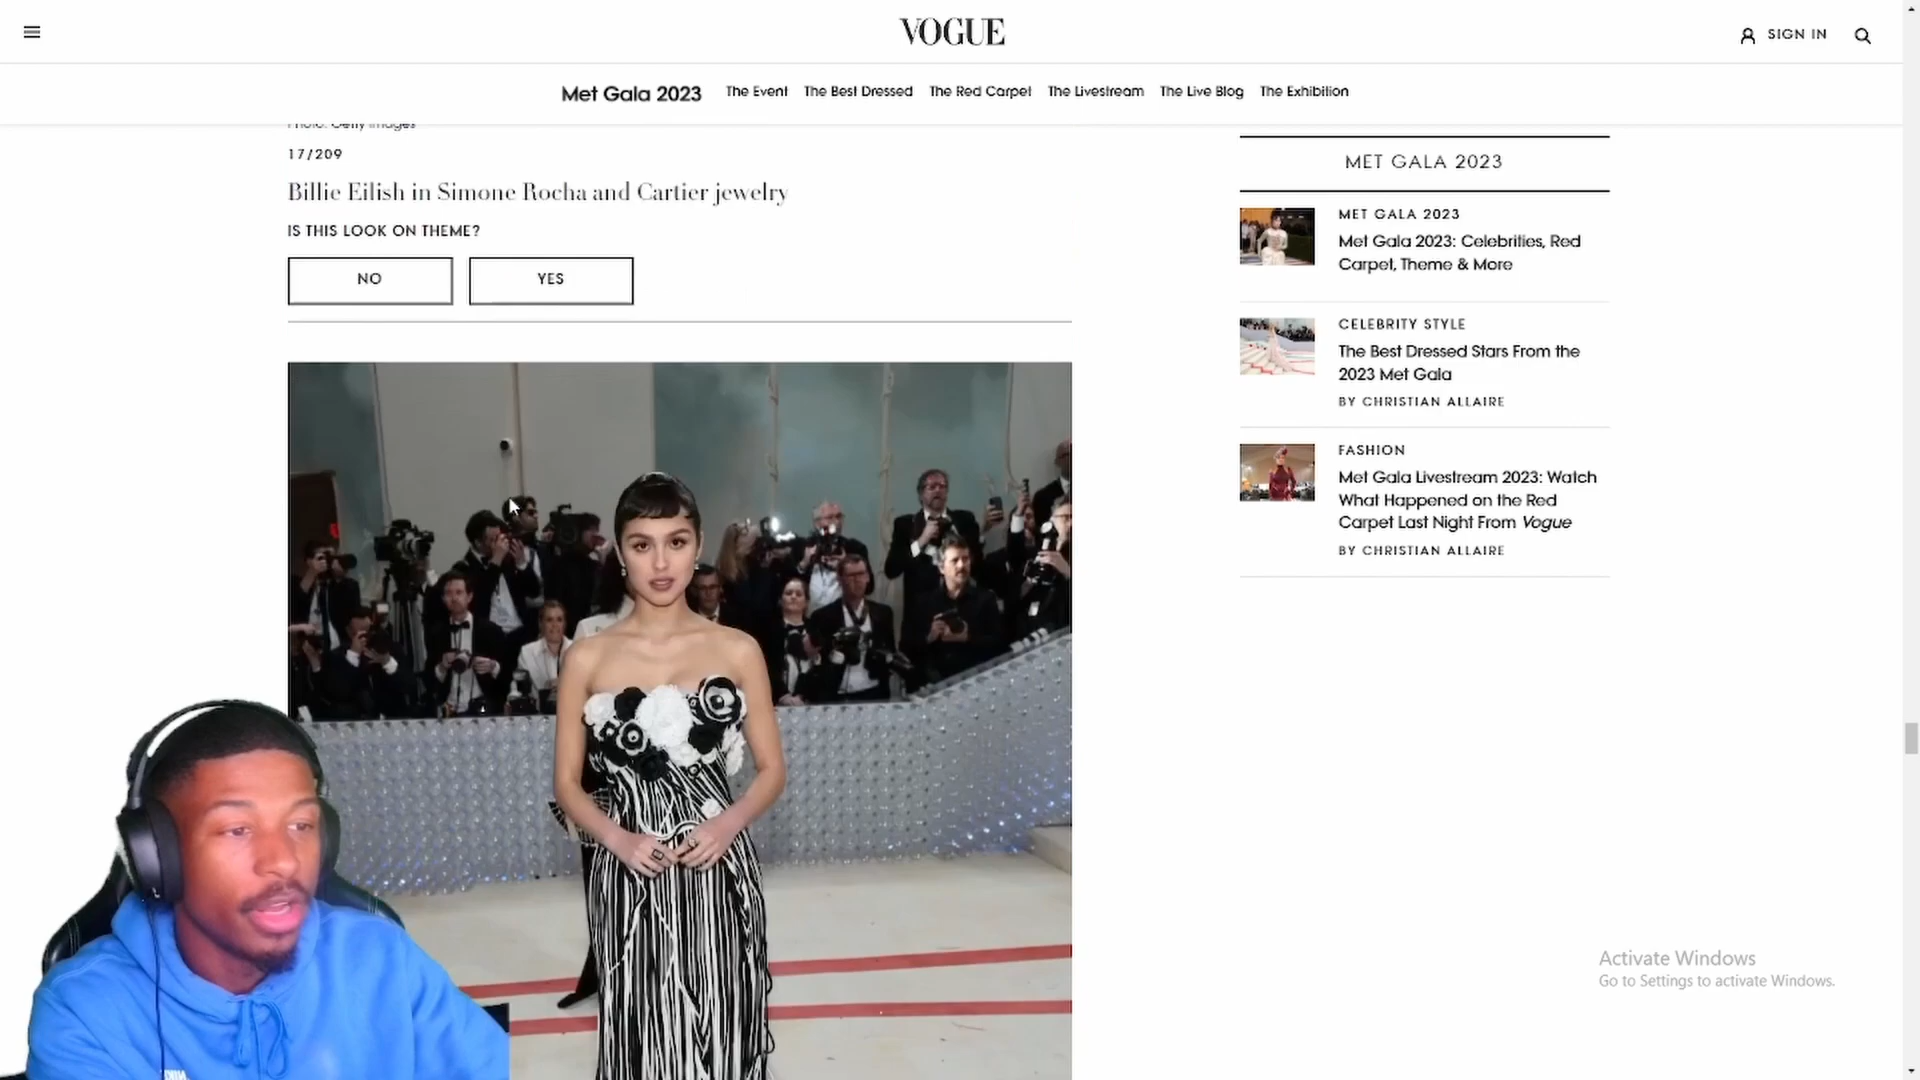 VOGUE
SIGN IN
Met Gala 2023
The Event
The Best Dressed
The Red Carpet
The Livestream
The Live Blog
The Exhibition
Photo: Getty Images
17/209
Billie Eilish in Simone Rocha and Cartier jewelry
IS THIS LOOK ON THEME?
NO
YES
MET GALA 2023
MET GALA 2023
Met Gala 2023: Celebrities, Red
Carpet, Theme & More
CELEBRITY STYLE
The Best Dressed Stars From the
2023 Met Gala
BY CHRISTIAN ALLAIRE
FASHION
Met Gala Livestream 2023: Watch
What Happened on the Red
Carpet Last Night From Vogue
BY CHRISTIAN ALLAIRE
Activate Windows
Go to Settings to activate Windows.